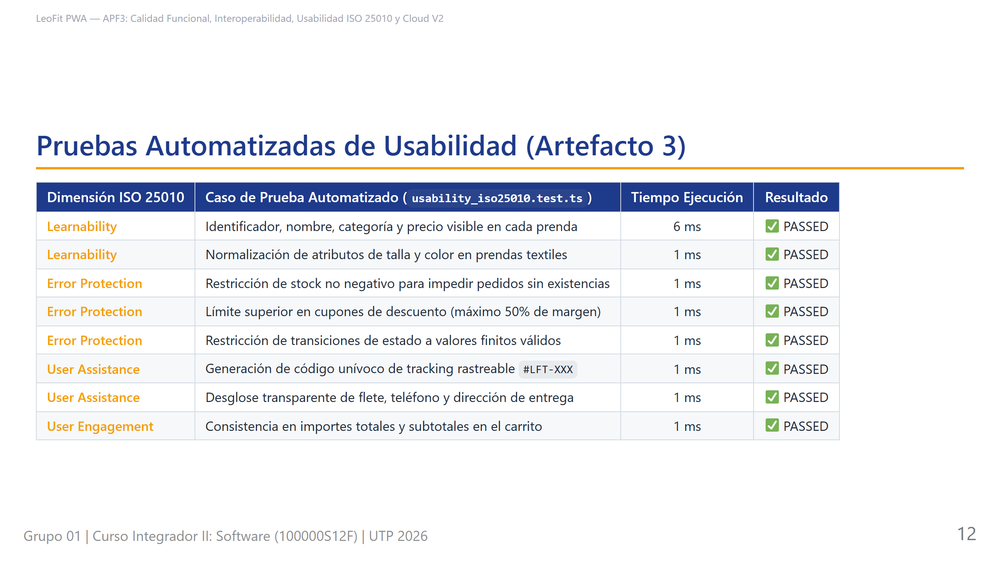 LeoFit PWA — APF3: Calidad Funcional, Interoperabilidad, Usabilidad ISO 25010 y Cloud V2
Pruebas Automatizadas de Usabilidad (Artefacto 3)
Dimensión ISO 25010 Caso de Prueba Automatizado (usability_iso25010.test.ts) Tiempo Ejecución Resultado
Learnability Identificador, nombre, categoría y precio visible en cada prenda 6 ms ✅ PASSED
Learnability Normalización de atributos de talla y color en prendas textiles 1 ms ✅ PASSED
Error Protection Restricción de stock no negativo para impedir pedidos sin existencias 1 ms ✅ PASSED
Error Protection Límite superior en cupones de descuento (máximo 50% de margen) 1 ms ✅ PASSED
Error Protection Restricción de transiciones de estado a valores finitos válidos 1 ms ✅ PASSED
User Assistance Generación de código unívoco de tracking rastreable #LFT-XXX 1 ms ✅ PASSED
User Assistance Desglose transparente de flete, teléfono y dirección de entrega 1 ms ✅ PASSED
User Engagement Consistencia en importes totales y subtotales en el carrito 1 ms ✅ PASSED
Grupo 01 | Curso Integrador II: Software (100000S12F) | UTP 2026
12